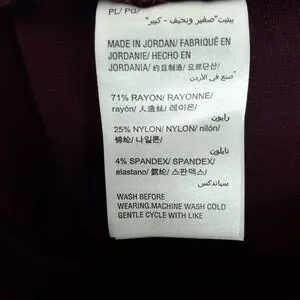 PL/ PG/
بيتيت"صغير ونحيف - كبير"
MADE IN JORDAN/ FABRIQUÉ EN
JORDANIE/ HECHO EN
JORDANIA/ 约旦制造/ 요르단산/
صنع في الأردن
71% RAYON/ RAYONNE/
rayón/ 人造丝/ 레이온/
رايون
25% NYLON/ NYLON/ nilón/
锦纶/ 나일론/
نايلون
4% SPANDEX/ SPANDEX/
elastano/ 氨纶/ 스판덱스/
سباندكس
WASH BEFORE
WEARING.MACHINE WASH COLD
GENTLE CYCLE WITH LIKE